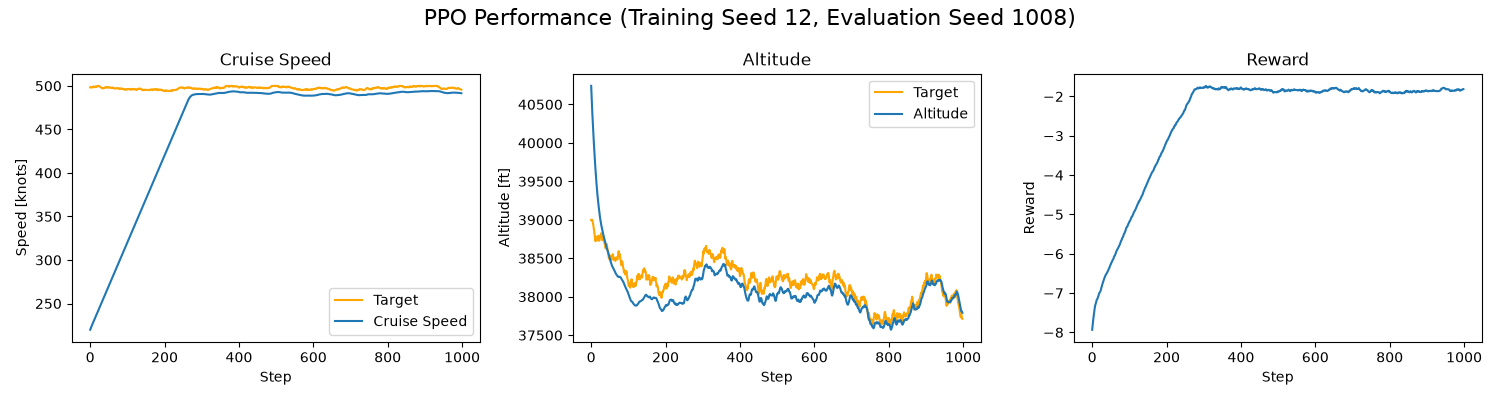 PPO Performance (Training Seed 12, Evaluation Seed 1008)
Cruise Speed
Speed [knots]
500
450
400
350
300
250
0 200 400 600 800 1000
Step
Target
Cruise Speed
Altitude
Altitude [ft]
40500
40000
39500
39000
38500
38000
37500
0 200 400 600 800 1000
Step
Target
Altitude
Reward
Reward
−2
−3
−4
−5
−6
−7
−8
0 200 400 600 800 1000
Step